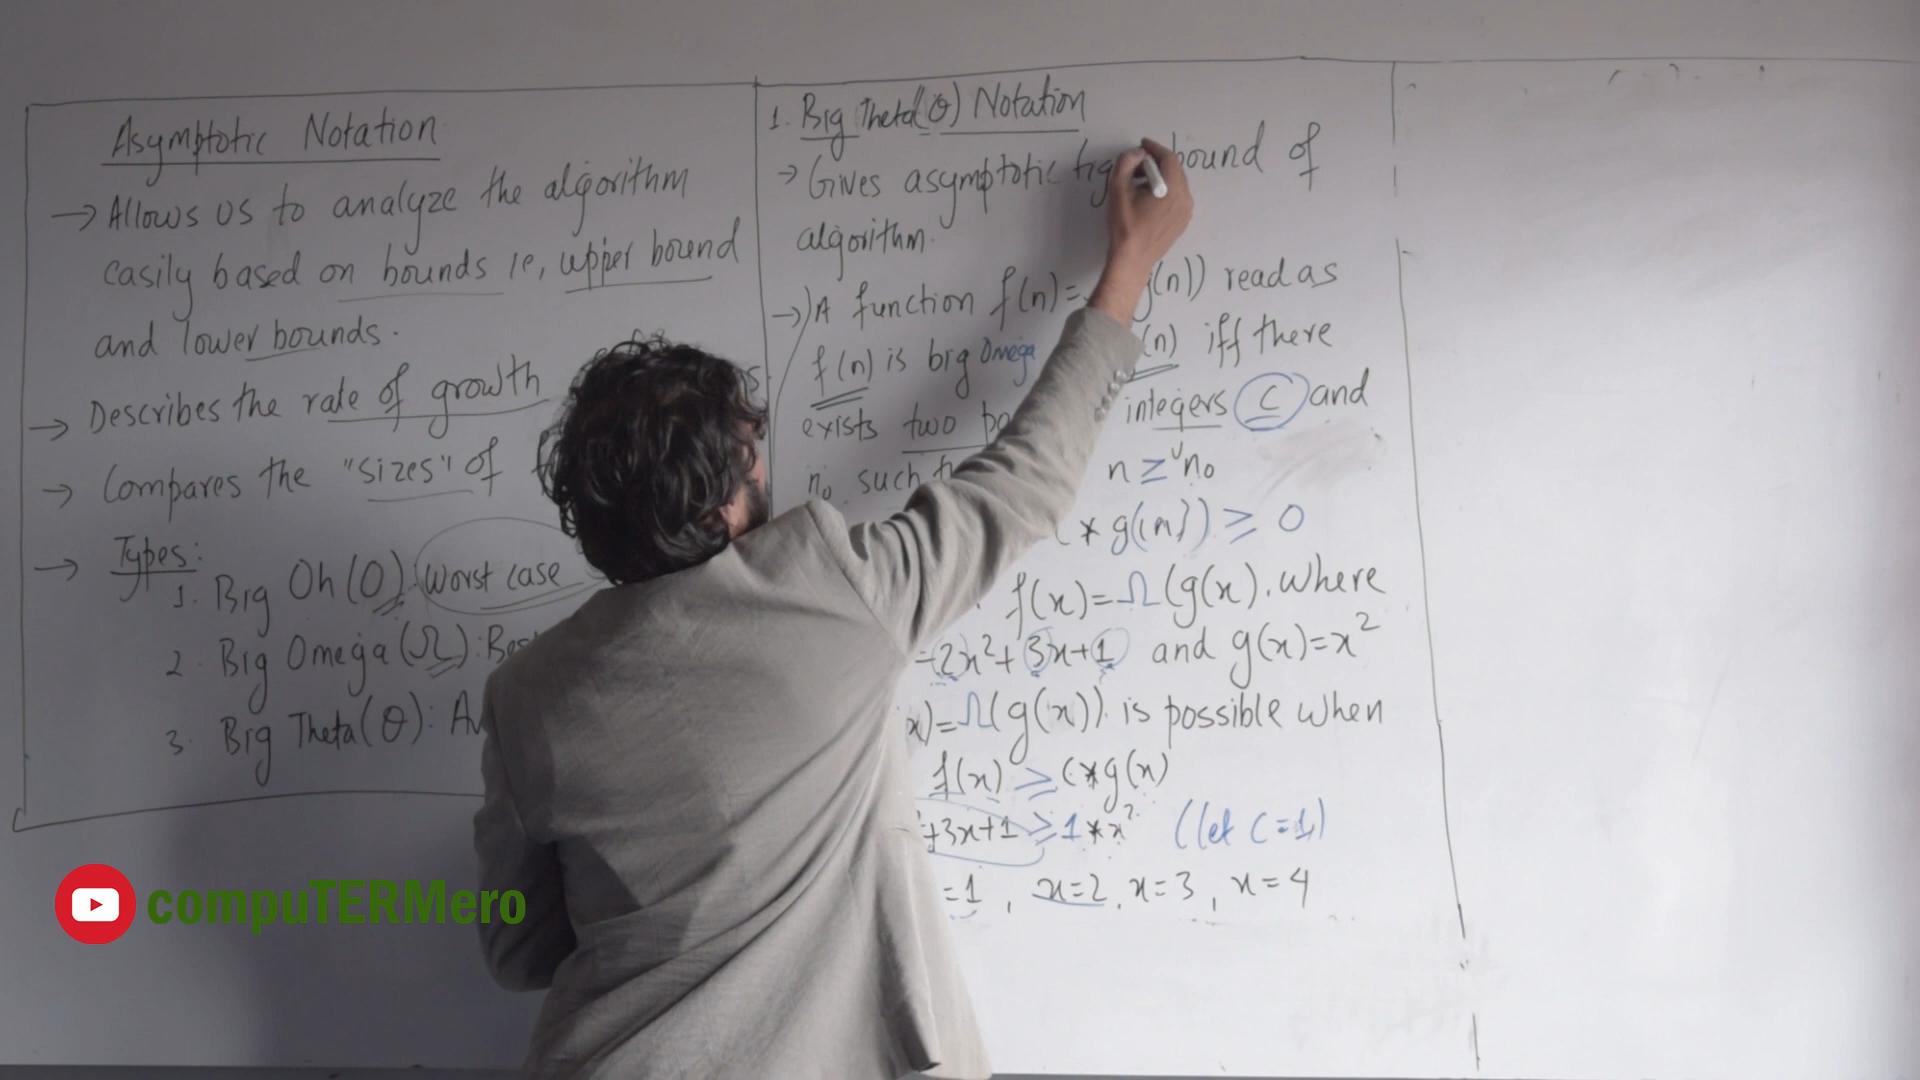 Asymptotic Notation
→ Allows us to analyze the algorithm
easily based on bounds ie, upper bound
and lower bounds.
→ Describes the rate of growth
→ Compares the "sizes" of
→ Types:
1. Big Oh (O) Worst case
2. Big Omega (Ω): Bes
3. Big Theta (θ): Av
1. Big Theta (θ) Notation
→ Gives asymptotic tig bound of
algorithm.
→ A function f(n)= g(n)) read as
f(n) is big Omega (n) iff there
exists two po integers C and
n₀ such n ≥ n₀
* g(n)) ≥ 0
f(x)=Ω(g(x). where
=2x²+3x+1 and g(x)=x²
x)=Ω(g(x)). is possible when
f(x) ≥ C*g(x)
+3x+1 ≥ 1*x² (let C=1)
=1, x=2, x=3, x=4
compuTERMero